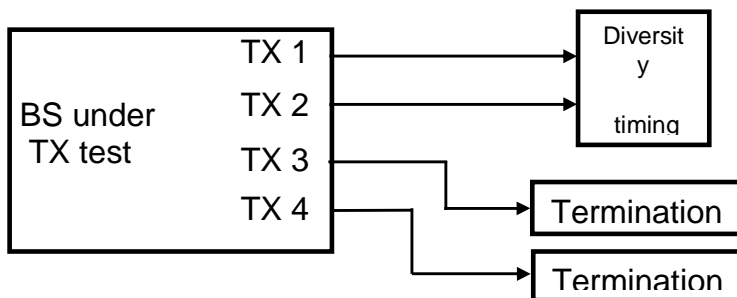 TX 1
Diversit
y
TX 2
BS under
timing
TX test
TX 3
TX 4
Termination
Termination